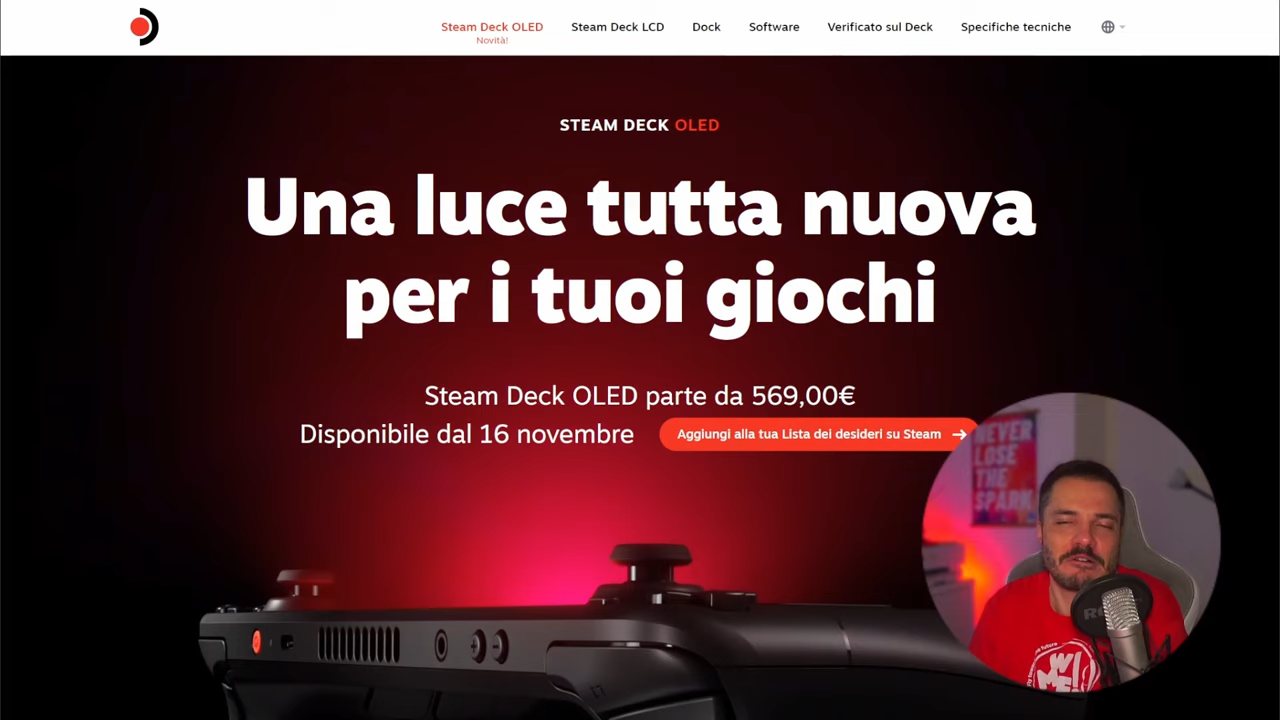 Steam Deck OLED
Novità!
Steam Deck LCD
Dock
Software
Verificato sul Deck
Specifiche tecniche
STEAM DECK OLED
Una luce tutta nuova
per i tuoi giochi
Steam Deck OLED parte da 569,00€
Disponibile dal 16 novembre
Aggiungi alla tua Lista dei desideri su Steam
NEVER
LOSE
THE
SPARK